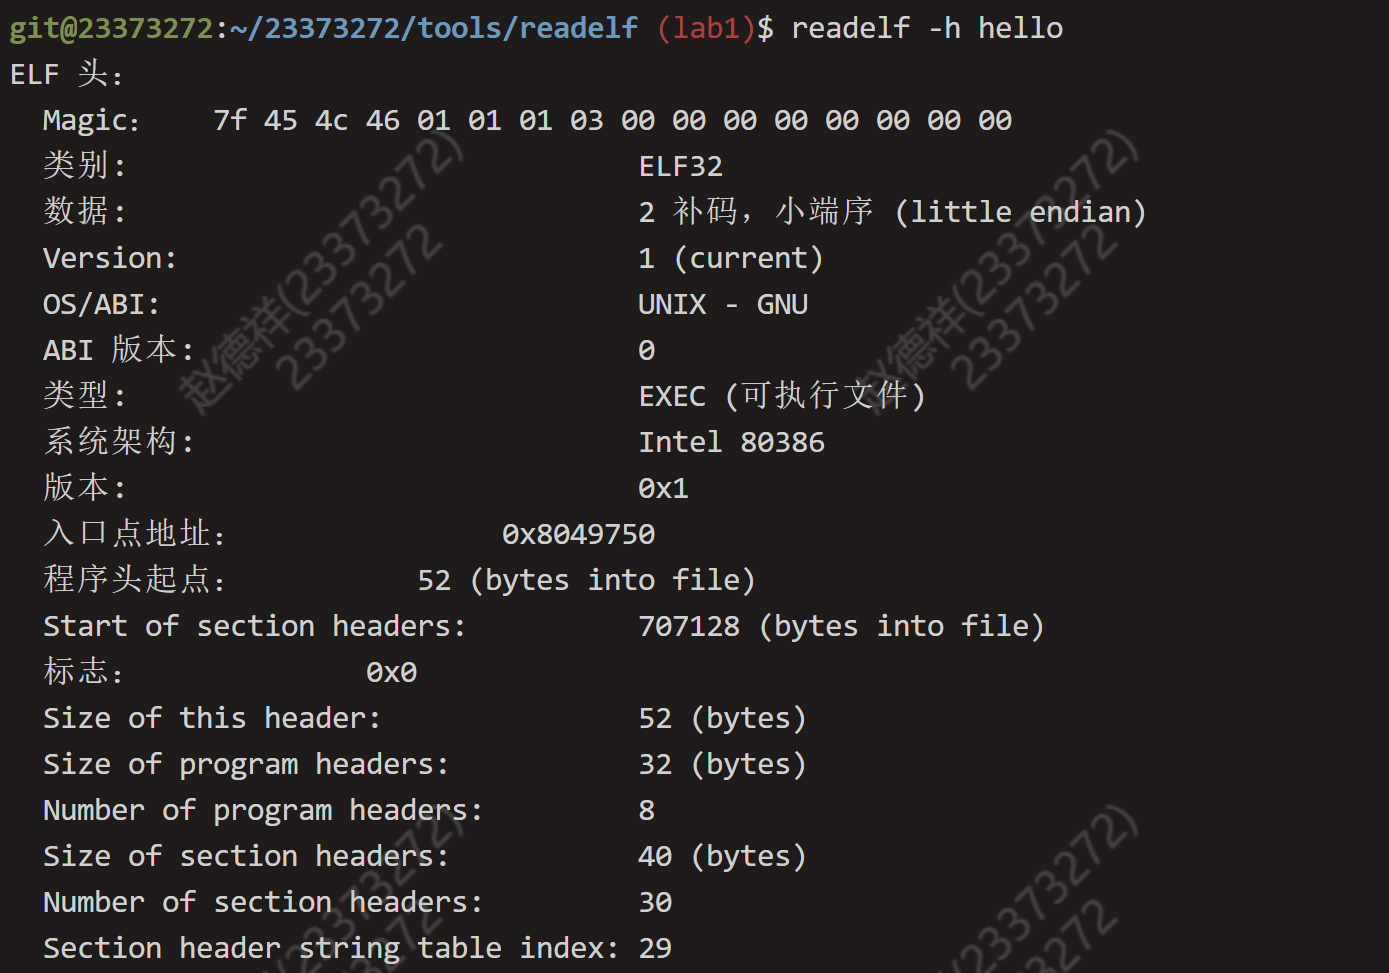 git@23373272:~/23373272/tools/readelf (lab1)$ readelf -h hello
ELF 头：
  Magic：  7f 45 4c 46 01 01 01 03 00 00 00 00 00 00 00 00
  类别:                              ELF32
  数据:                              2 补码，小端序 (little endian)
  Version:                           1 (current)
  OS/ABI:                            UNIX - GNU
  ABI 版本:                          0
  类型:                              EXEC (可执行文件)
  系统架构:                          Intel 80386
  版本:                              0x1
  入口点地址：              0x8049750
  程序头起点：          52 (bytes into file)
  Start of section headers:          707128 (bytes into file)
  标志：             0x0
  Size of this header:               52 (bytes)
  Size of program headers:           32 (bytes)
  Number of program headers:         8
  Size of section headers:           40 (bytes)
  Number of section headers:         30
  Section header string table index: 29
赵德祥(23373272)
23373272
赵德祥(23373272)
23373272
(23373272)
23373272
(23373272)
23373272